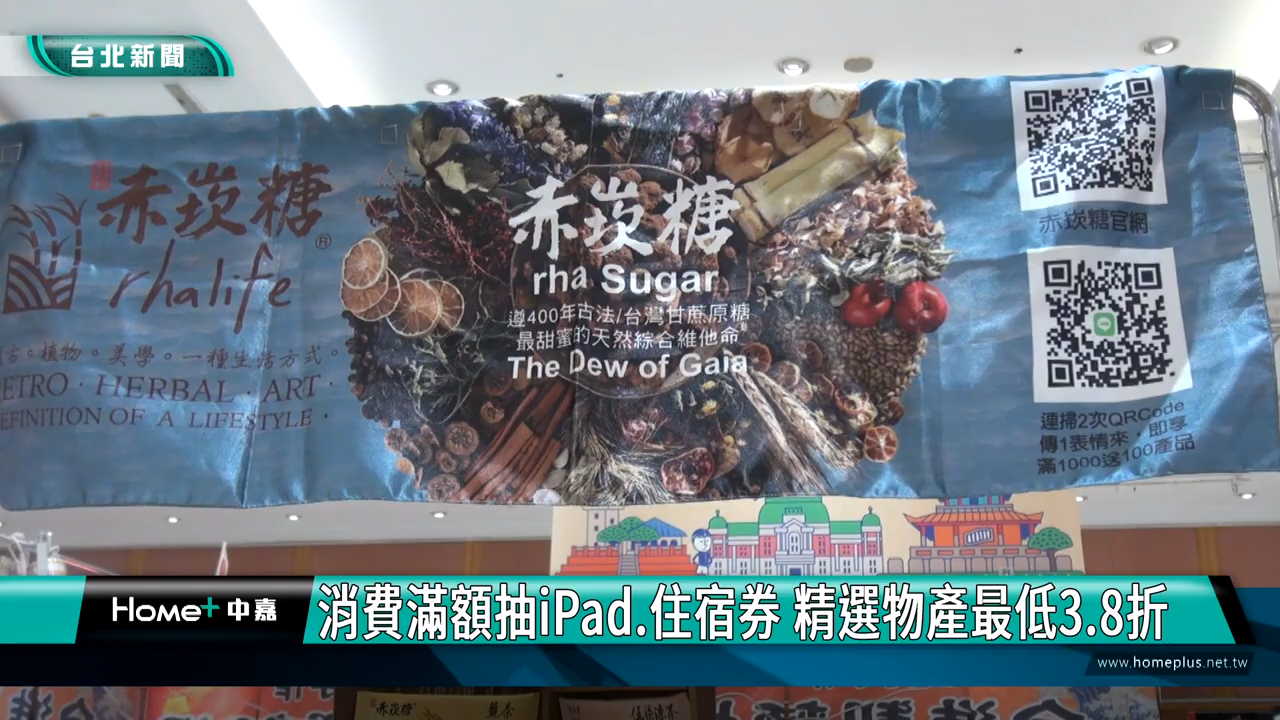 台北新聞
赤崁糖
®
rhalife
植物。美學。一種生活方式。
RETRO · HERBAL · ART ·
DEFINITION OF A LIFESTYLE ·
赤崁糖
rha Sugar
遵400年古法/台灣甘蔗原糖
最甜蜜的天然綜合維他命
The Dew of Gaia
赤崁糖官網
連掃2次QRCode
傳1表情來，即享
滿1000送100產品
Home+ 中嘉
消費滿額抽iPad.住宿券 精選物產最低3.8折
www.homeplus.net.tw
赤崁糖